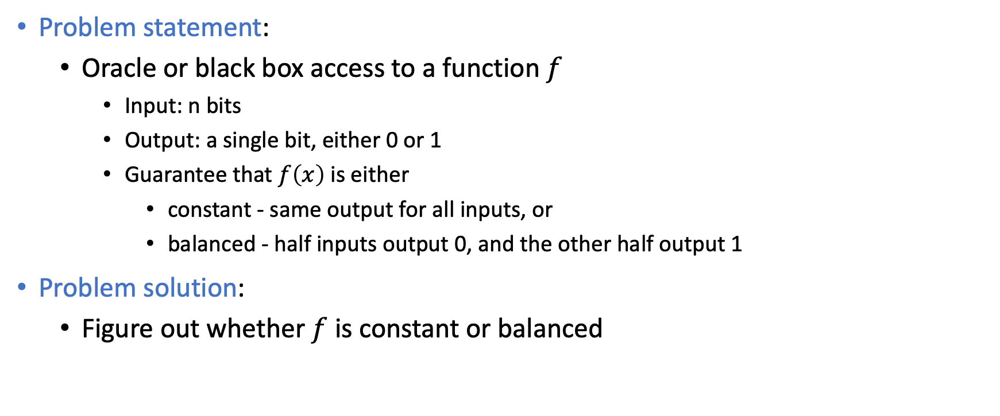 • Problem statement:
• Oracle or black box access to a function f
• Input: n bits
• Output: a single bit, either 0 or 1
• Guarantee that f(x) is either
• constant - same output for all inputs, or
• balanced - half inputs output 0, and the other half output 1
• Problem solution:
• Figure out whether f is constant or balanced